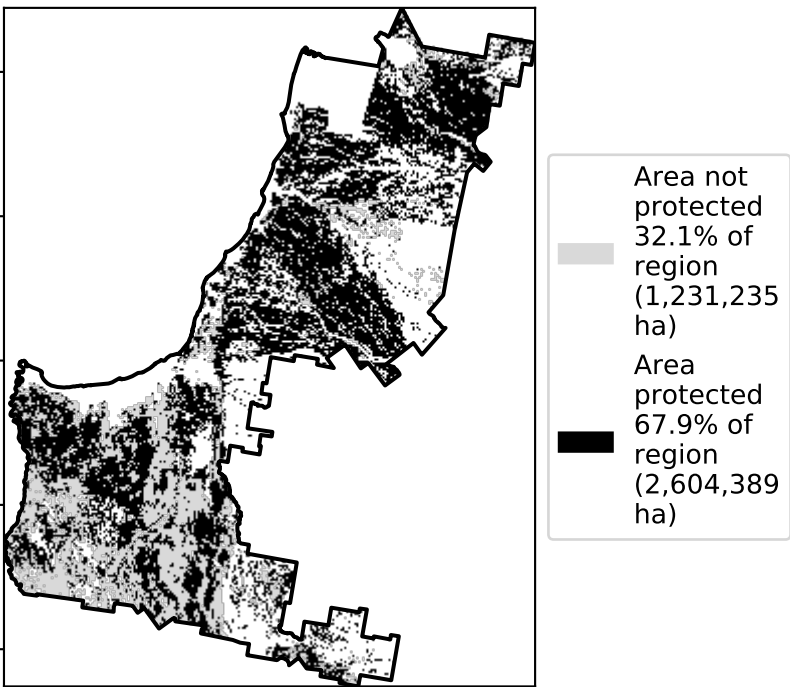 Area not
protected
32.1% of
region
(1,231,235
ha)
Area
protected
67.9% of
region
(2,604,389
ha)